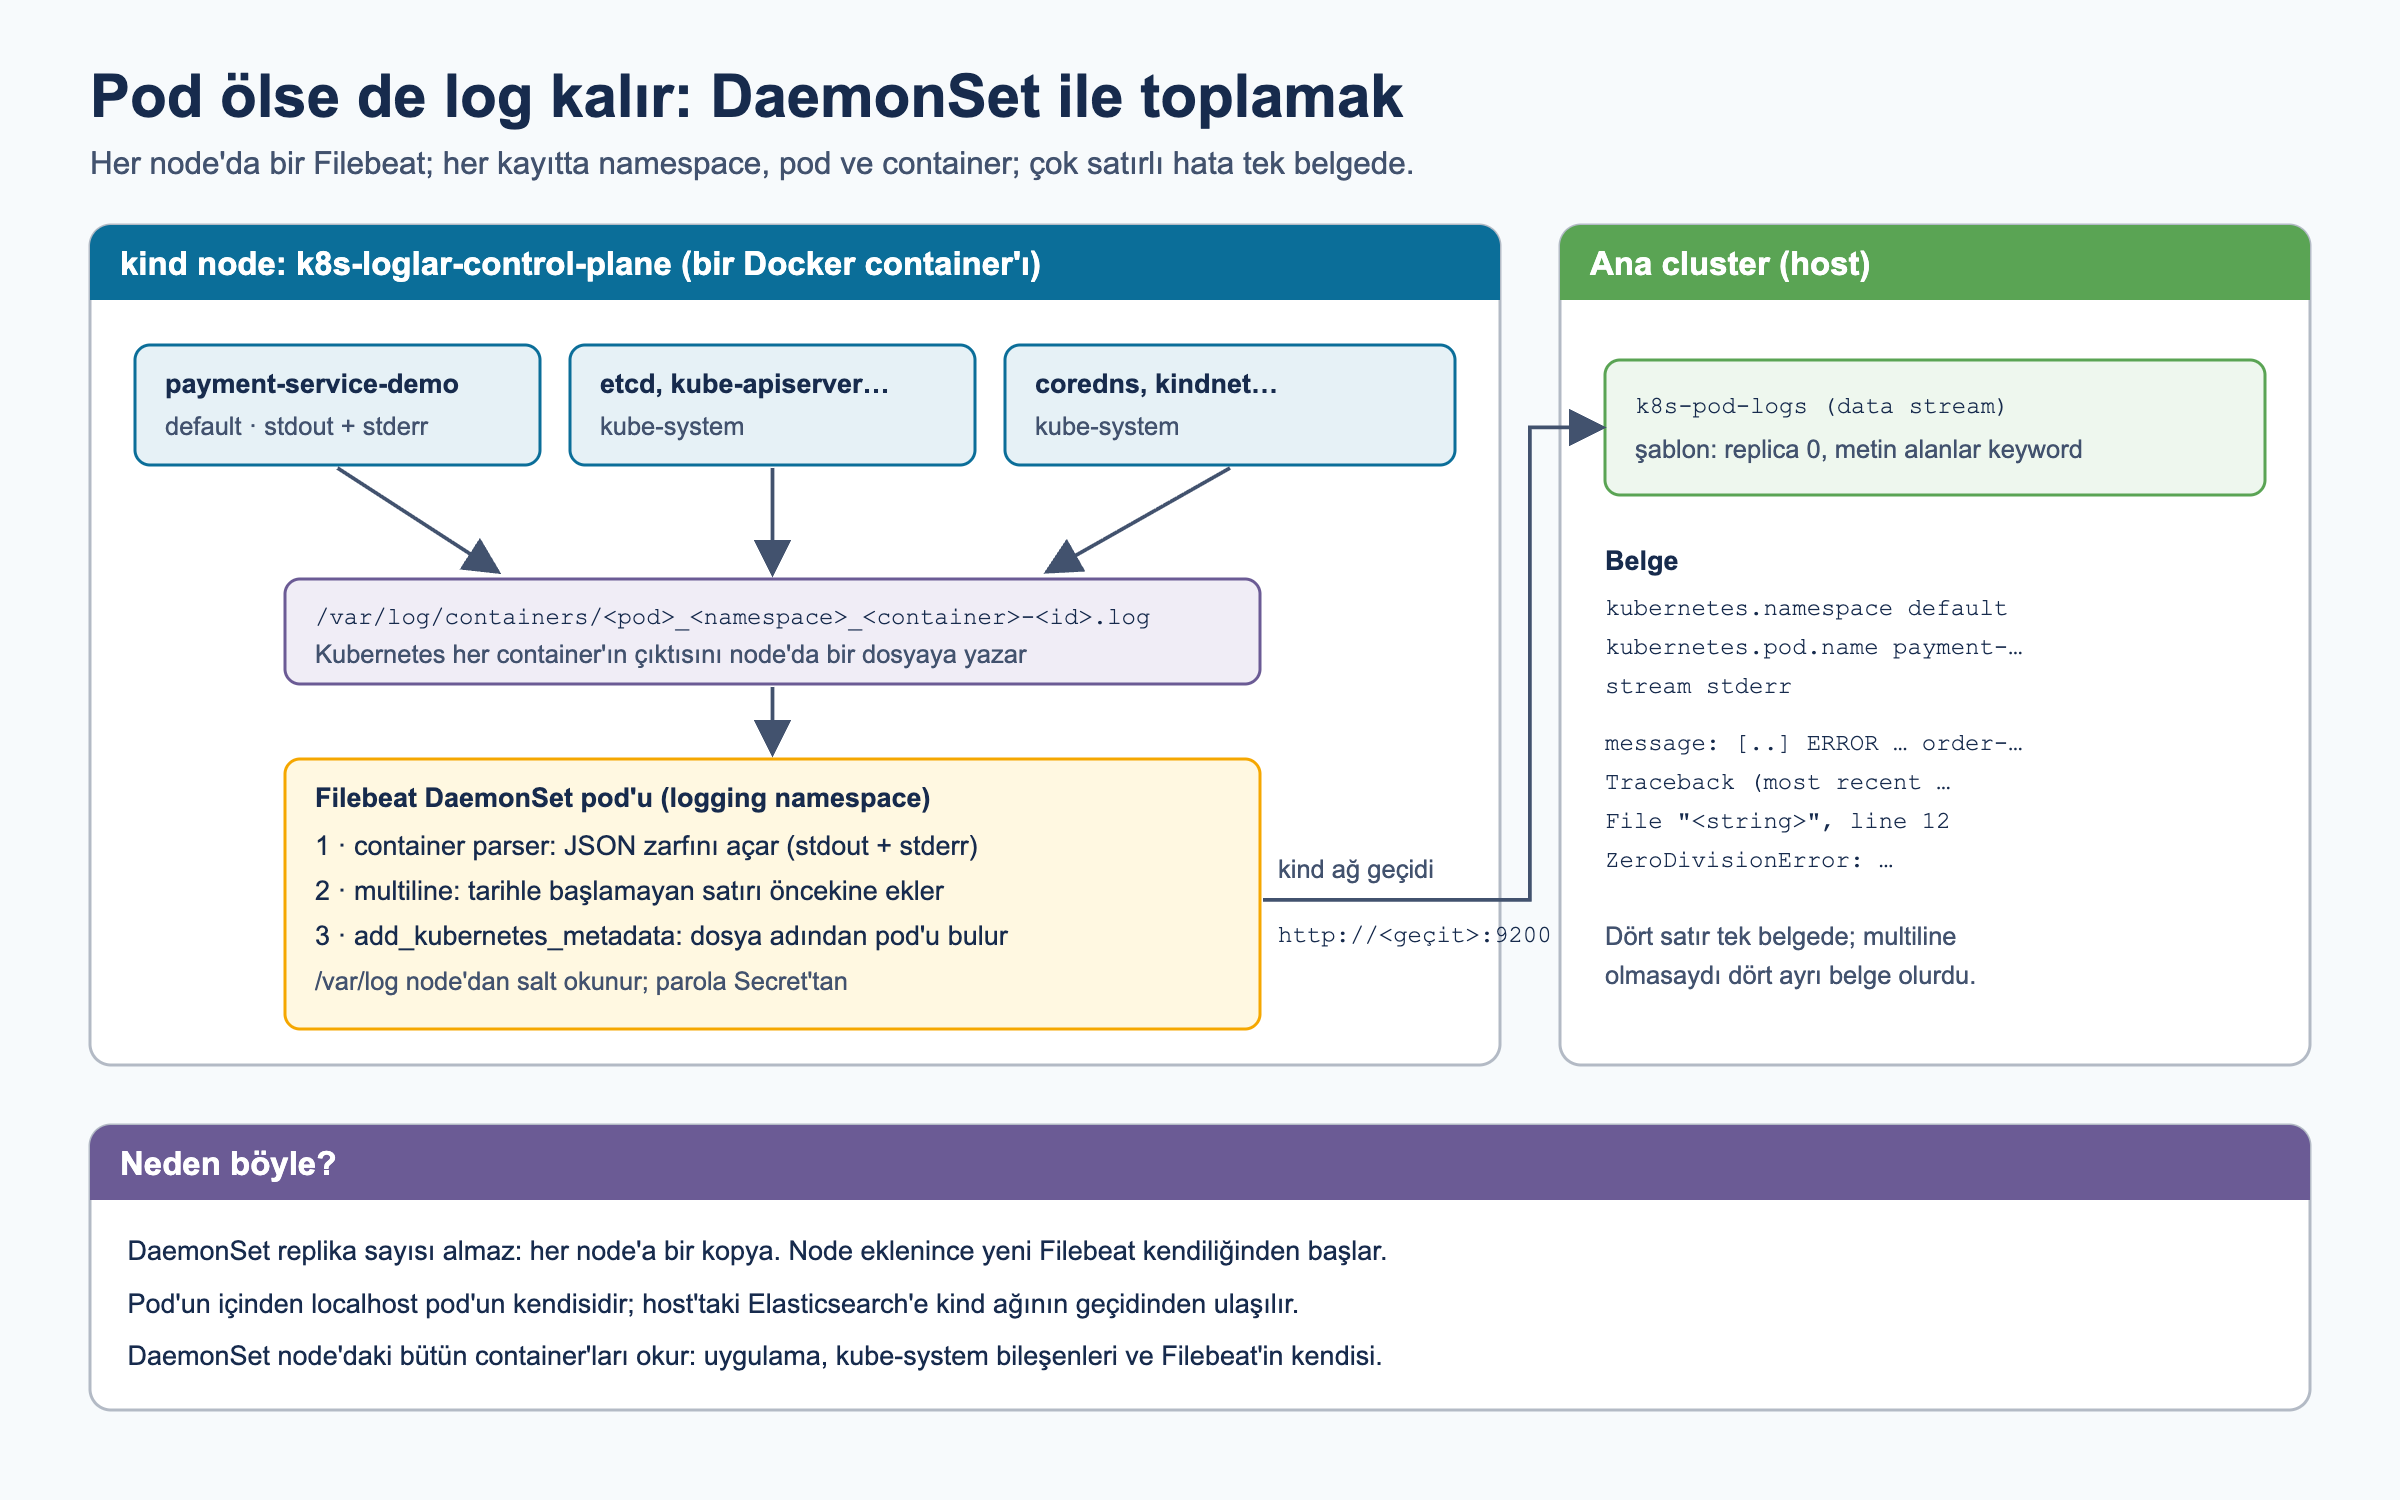 Pod ölse de log kalır: DaemonSet ile toplamak
Her node'da bir Filebeat; her kayıtta namespace, pod ve container; çok satırlı hata tek belgede.
kind node: k8s-loglar-control-plane (bir Docker container'ı)
payment-service-demo
default · stdout + stderr
etcd, kube-apiserver…
kube-system
coredns, kindnet…
kube-system
/var/log/containers/<pod>_<namespace>_<container>-<id>.log
Kubernetes her container'ın çıktısını node'da bir dosyaya yazar
Filebeat DaemonSet pod'u (logging namespace)
1 · container parser: JSON zarfını açar (stdout + stderr)
2 · multiline: tarihle başlamayan satırı öncekine ekler
3 · add_kubernetes_metadata: dosya adından pod'u bulur
/var/log node'dan salt okunur; parola Secret'tan
kind ağ geçidi
http://<geçit>:9200
Ana cluster (host)
k8s-pod-logs (data stream)
şablon: replica 0, metin alanlar keyword
Belge
kubernetes.namespace default
kubernetes.pod.name payment-…
stream stderr
message: [..] ERROR … order-…
Traceback (most recent …
File "<string>", line 12
ZeroDivisionError: …
Dört satır tek belgede; multiline
olmasaydı dört ayrı belge olurdu.
Neden böyle?
DaemonSet replika sayısı almaz: her node'a bir kopya. Node eklenince yeni Filebeat kendiliğinden başlar.
Pod'un içinden localhost pod'un kendisidir; host'taki Elasticsearch'e kind ağının geçidinden ulaşılır.
DaemonSet node'daki bütün container'ları okur: uygulama, kube-system bileşenleri ve Filebeat'in kendisi.